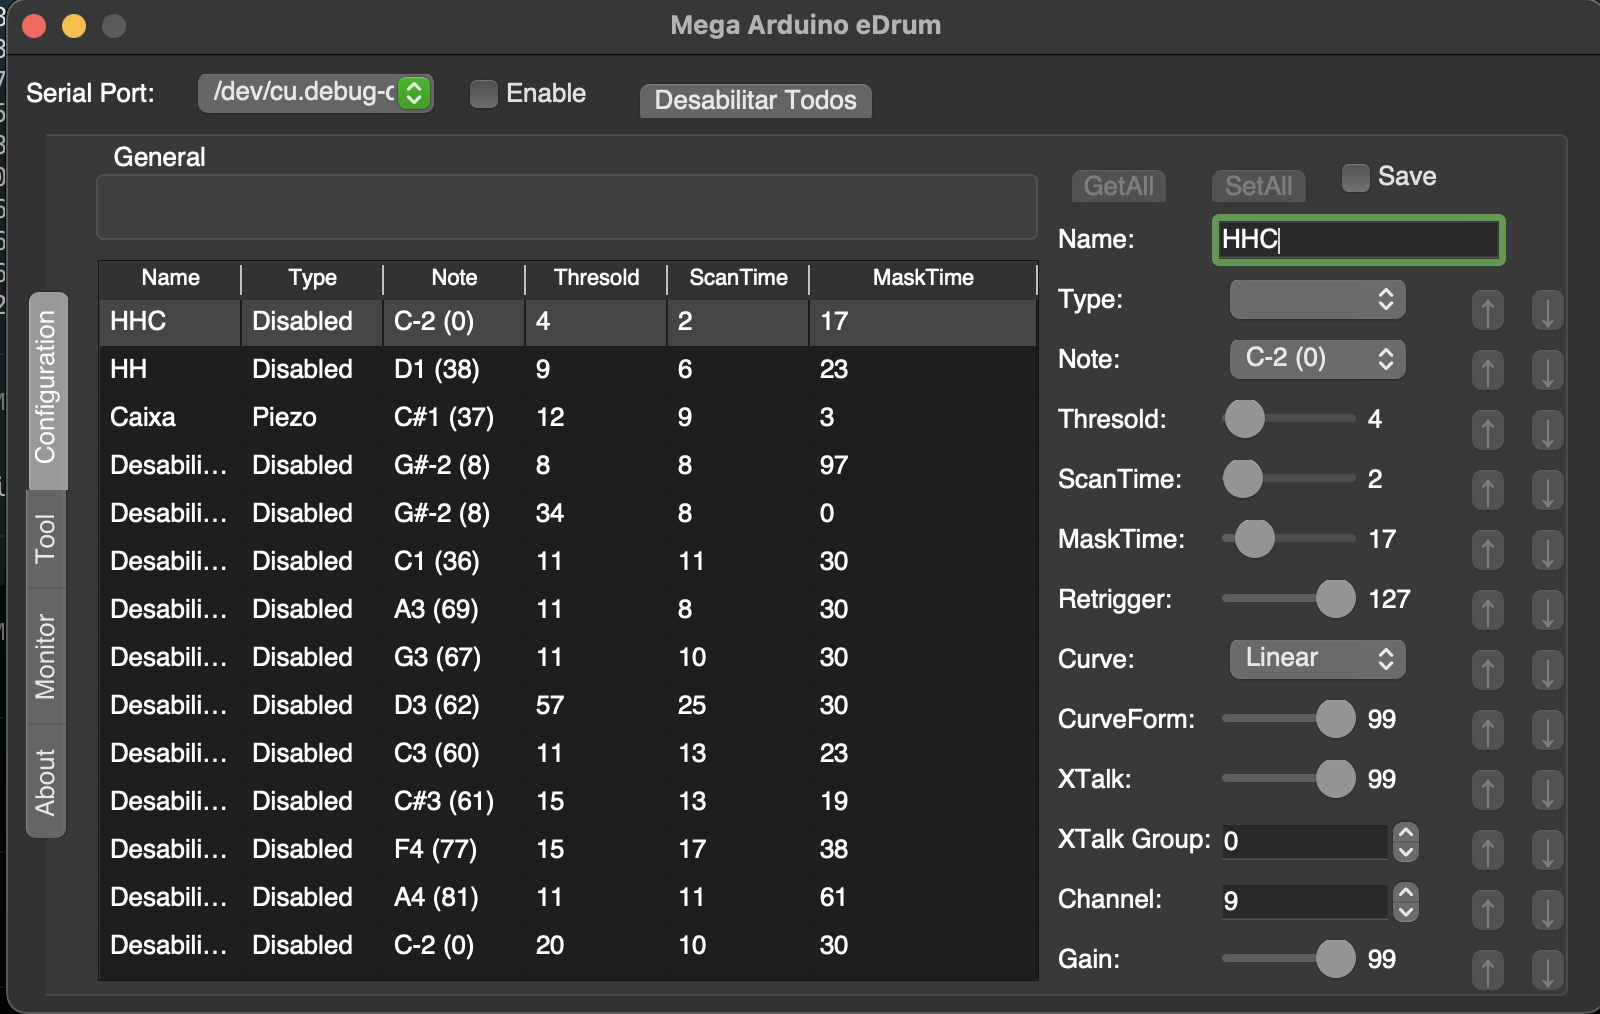 Mega Arduino eDrum
Serial Port: /dev/cu.debug-c Enable Desabilitar Todos
General
GetAll SetAll Save
Configuration
Tool
Monitor
About
Name Type Note Thresold ScanTime MaskTime
HHC Disabled C-2 (0) 4 2 17
HH Disabled D1 (38) 9 6 23
Caixa Piezo C#1 (37) 12 9 3
Desabili... Disabled G#-2 (8) 8 8 97
Desabili... Disabled G#-2 (8) 34 8 0
Desabili... Disabled C1 (36) 11 11 30
Desabili... Disabled A3 (69) 11 8 30
Desabili... Disabled G3 (67) 11 10 30
Desabili... Disabled D3 (62) 57 25 30
Desabili... Disabled C3 (60) 11 13 23
Desabili... Disabled C#3 (61) 15 13 19
Desabili... Disabled F4 (77) 15 17 38
Desabili... Disabled A4 (81) 11 11 61
Desabili... Disabled C-2 (0) 20 10 30
Name: HHC
Type:
Note: C-2 (0)
Thresold: 4
ScanTime: 2
MaskTime: 17
Retrigger: 127
Curve: Linear
CurveForm: 99
XTalk: 99
XTalk Group: 0
Channel: 9
Gain: 99